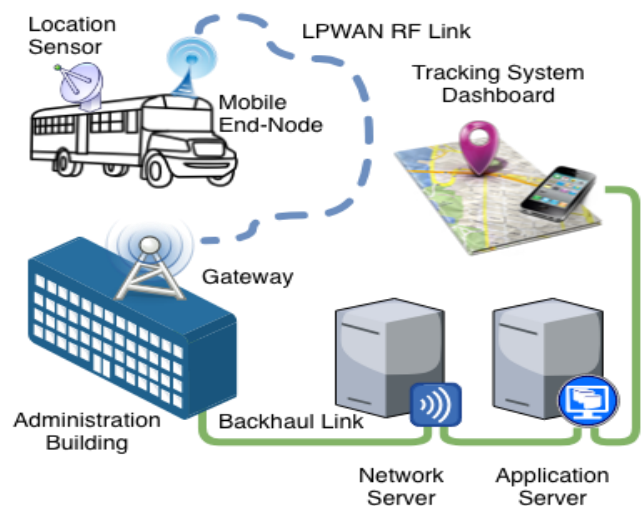 Location
Sensor
LPWAN RF Link
Mobile
End-Node
Tracking System
Dashboard
Gateway
Administration
Building
Backhaul Link
Network
Server
Application
Server